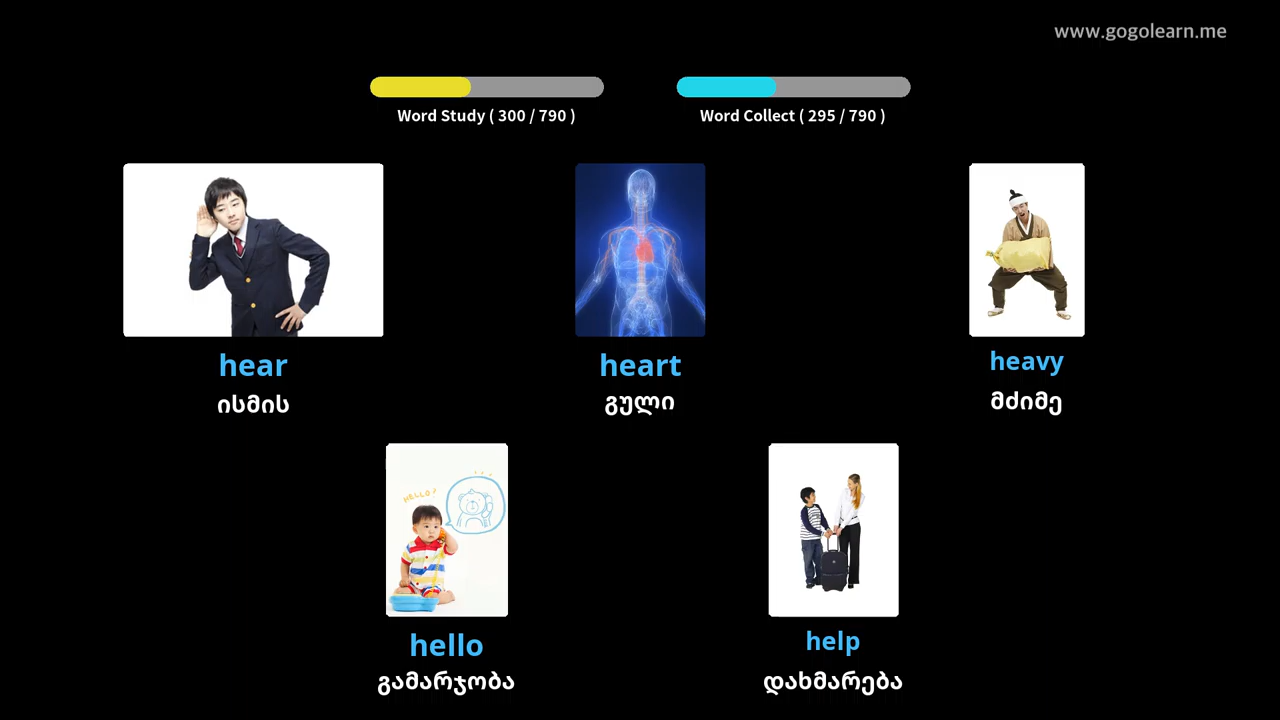 www.gogolearn.me
Word Study ( 300 / 790 )
Word Collect ( 295 / 790 )
hear
ისმის
heart
გული
heavy
მძიმე
HELLO!
hello
გამარჯობა
help
დახმარება